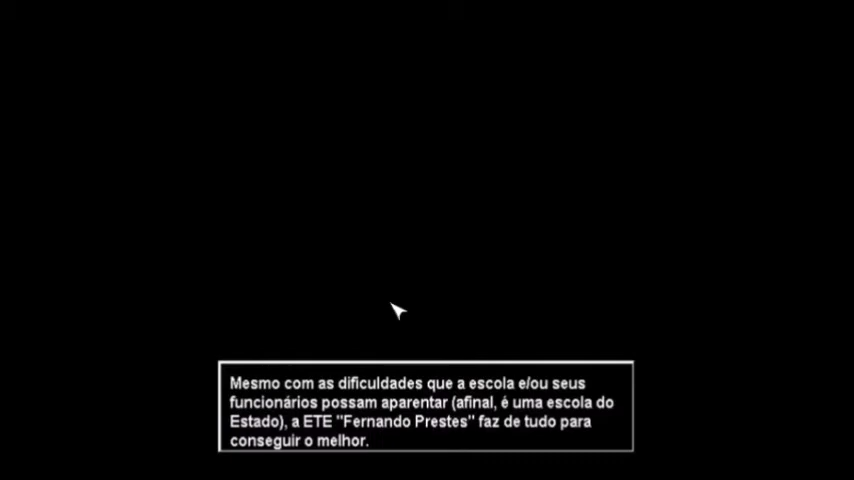 Mesmo com as dificuldades que a escola e/ou seus
funcionários possam aparentar (afinal, é uma escola do
Estado), a ETE "Fernando Prestes" faz de tudo para
conseguir o melhor.